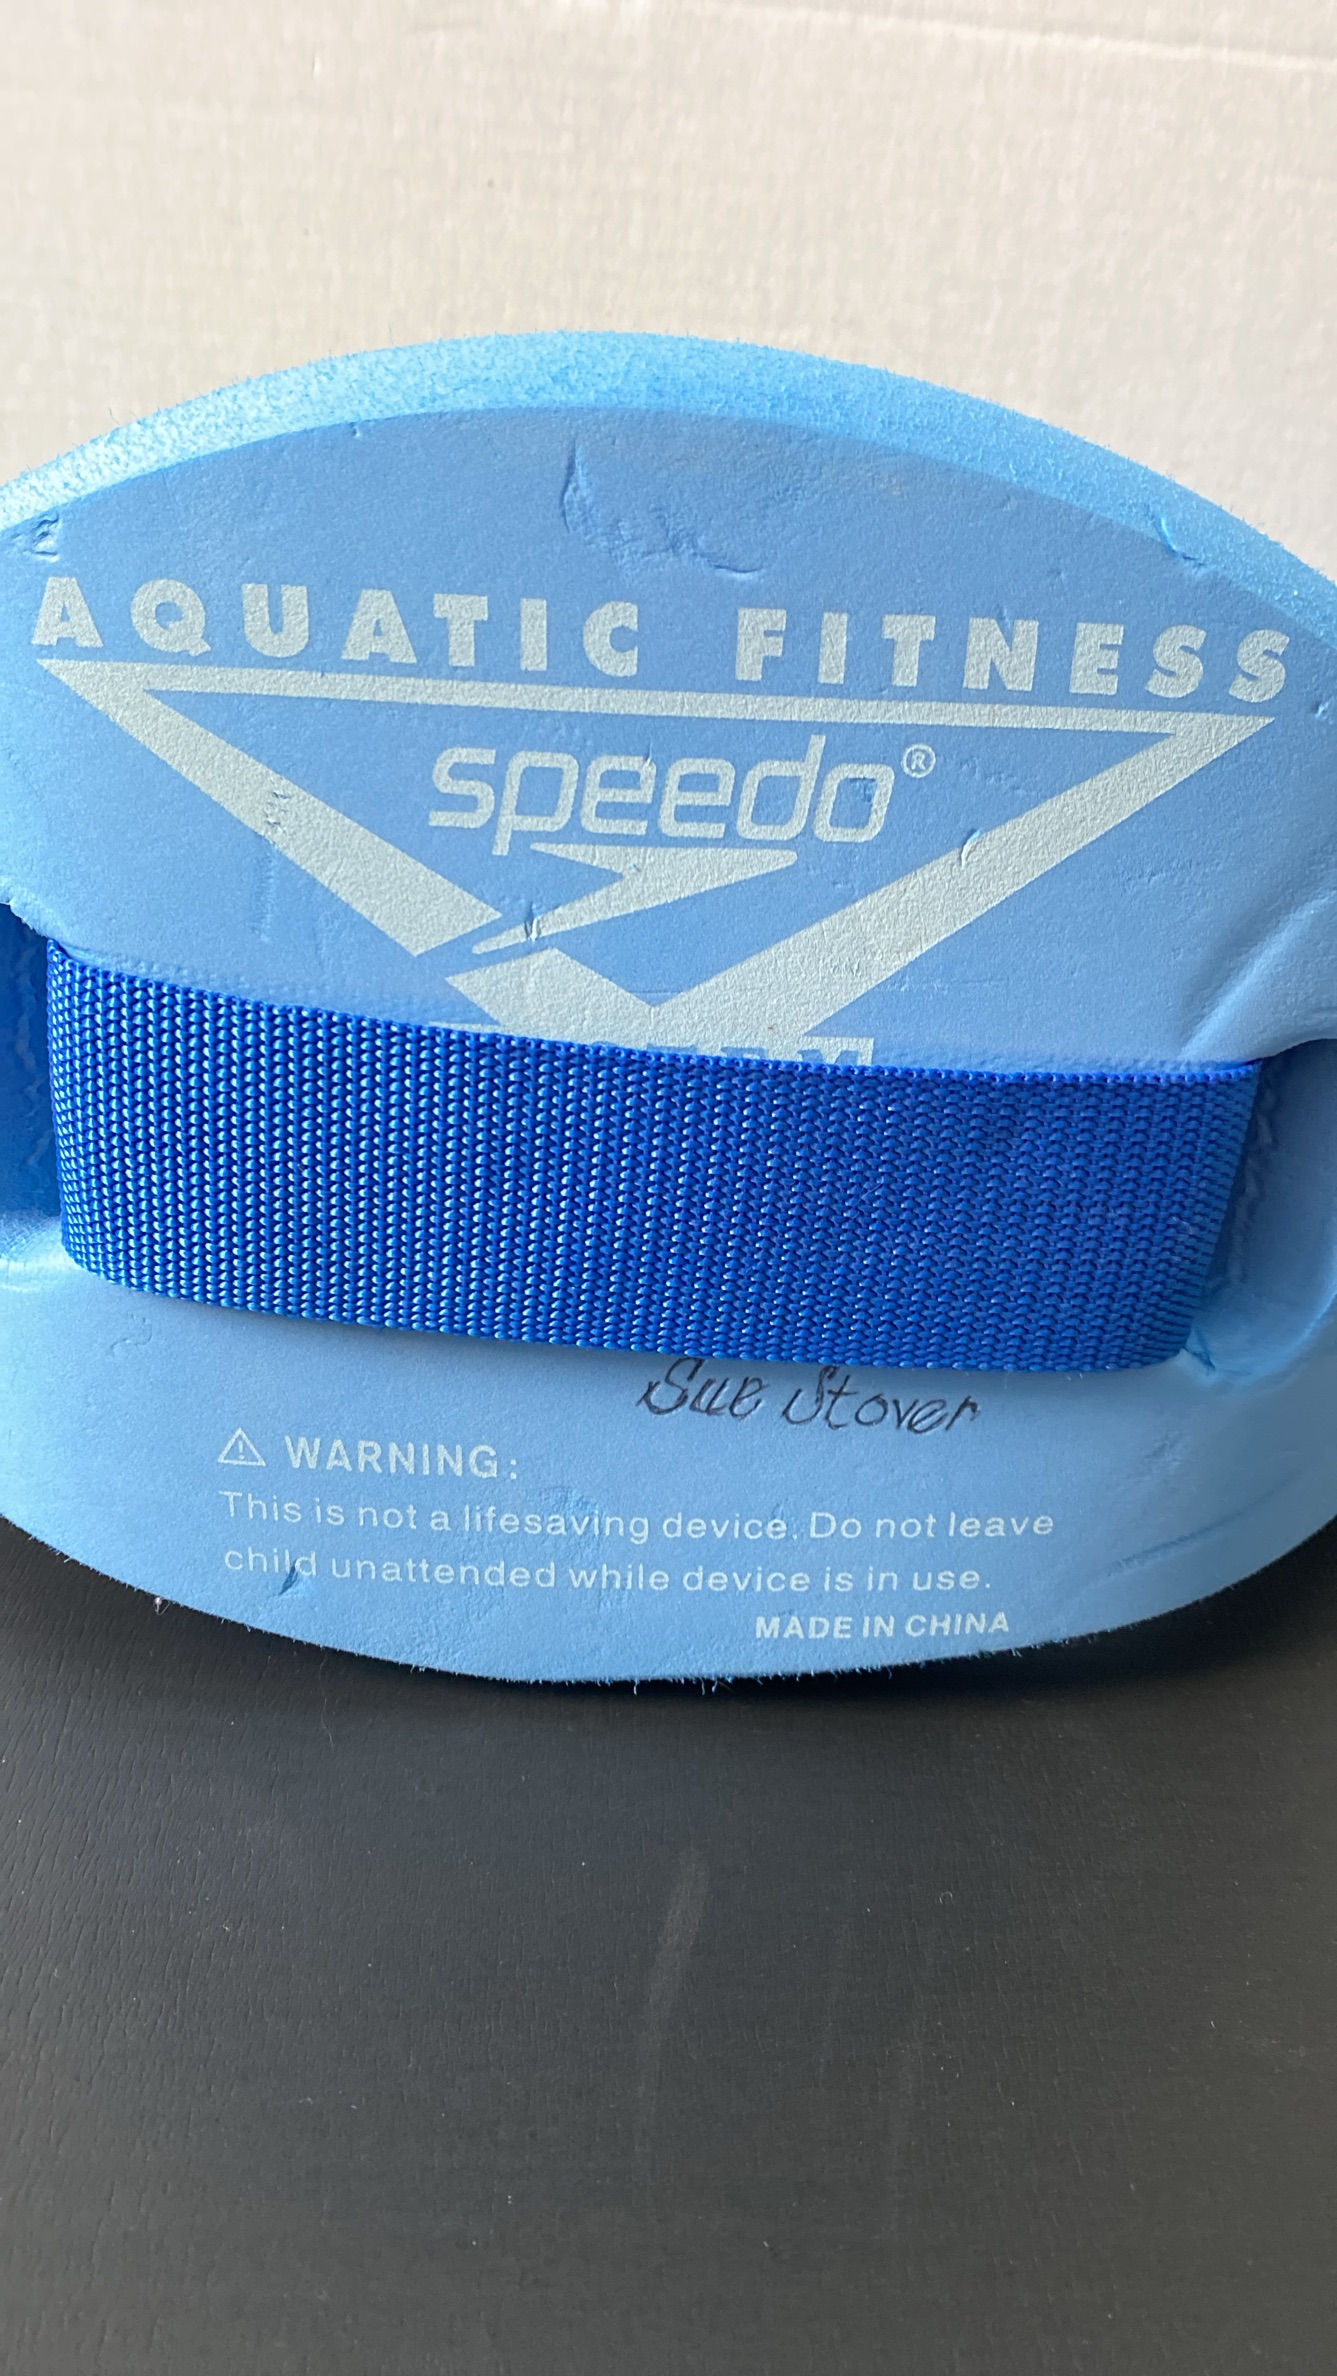 AQUATIC FITNESS
speedo®
Sue Stover
⚠ WARNING:
This is not a lifesaving device. Do not leave
child unattended while device is in use.
MADE IN CHINA